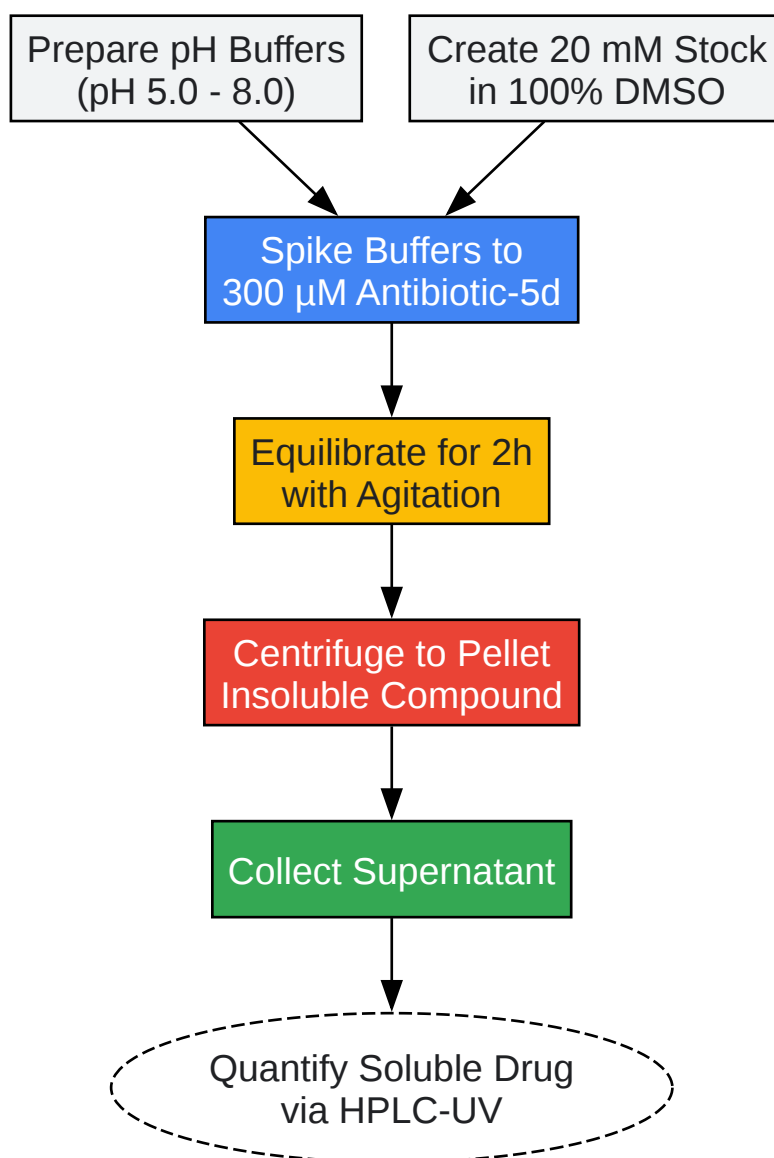 Prepare pH Buffers
(pH 5.0 - 8.0)
Create 20 mM Stock
in 100% DMSO
Spike Buffers to
300 µM Antibiotic-5d
Equilibrate for 2h
with Agitation
Centrifuge to Pellet
Insoluble Compound
Collect Supernatant
Quantify Soluble Drug
via HPLC-UV